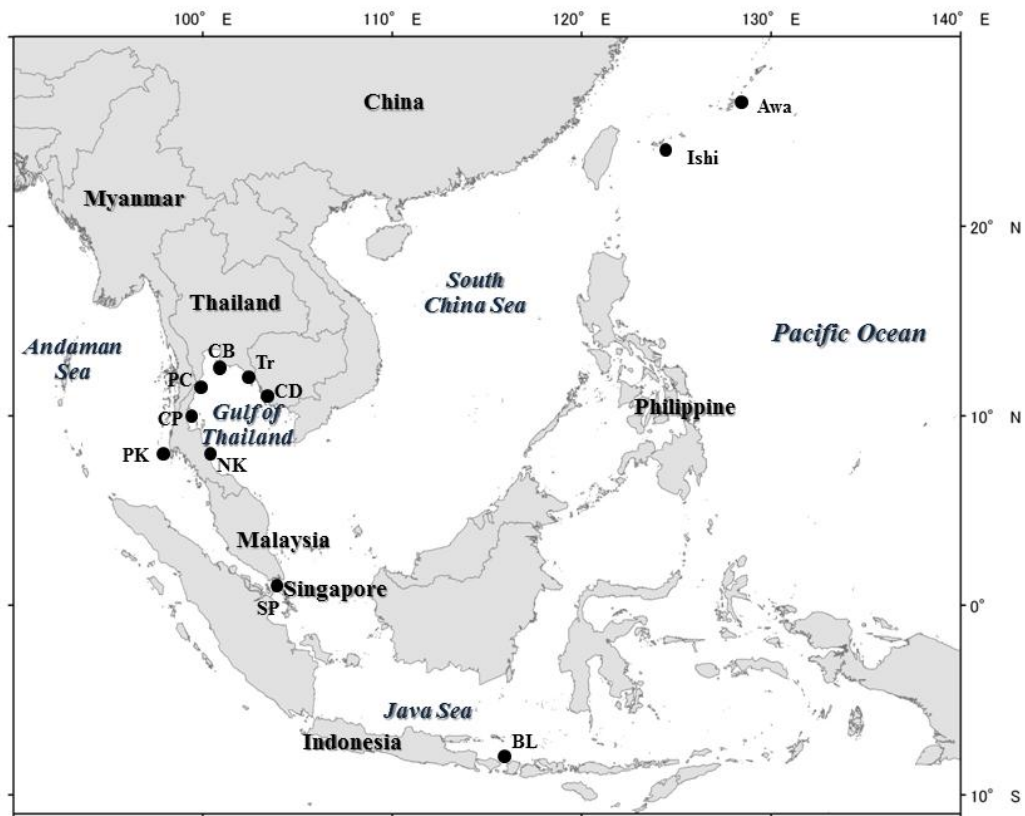 100° E
110° E
120° E
130° E
140° E
China
Awa
Ishi
Myanmar
20° N
South
China Sea
Thailand
Pacific Ocean
Andaman
Sea
CB
Tr
PC
CD
Philippine
CP
Gulf of
Thailand
10° N
PK
NK
Malaysia
Singapore
SP
0°
Java Sea
Indonesia
BL
10° S